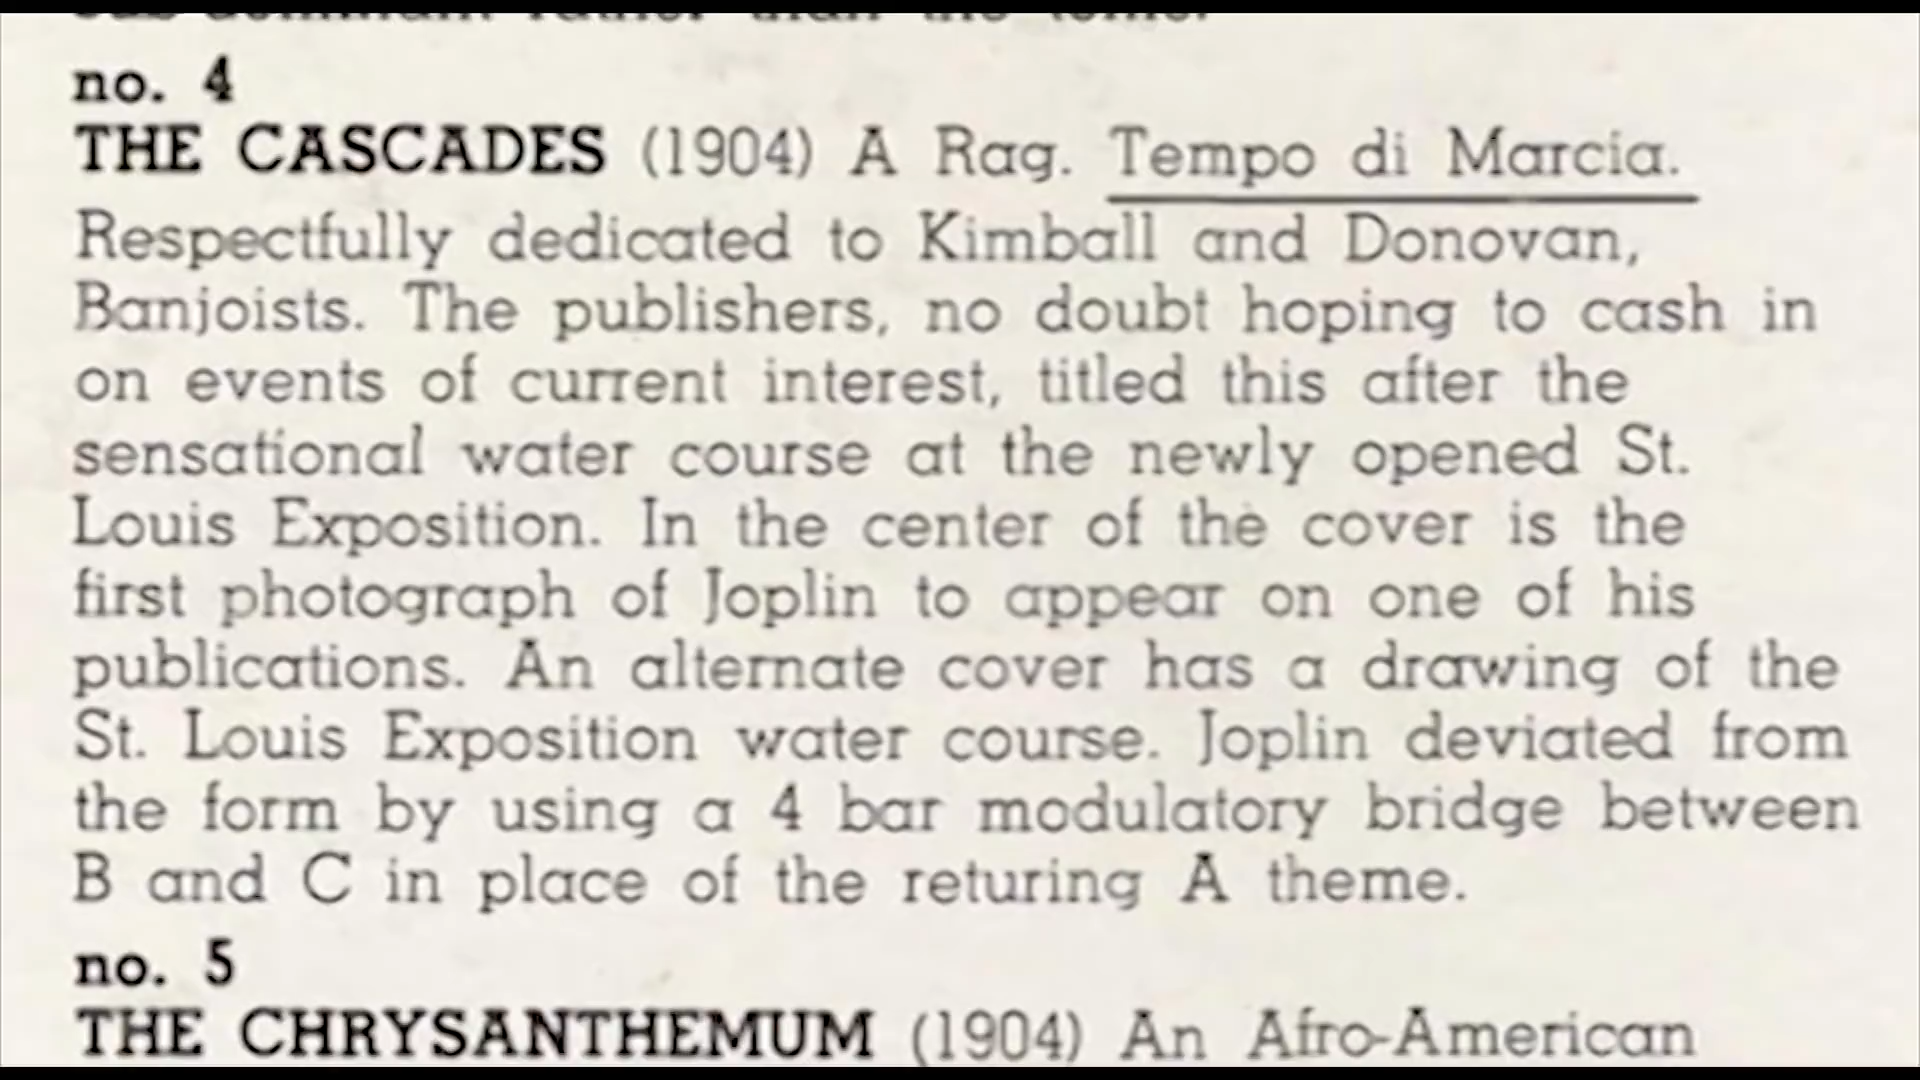 no. 4
THE CASCADES (1904) A Rag. Tempo di Marcia.
Respectfully dedicated to Kimball and Donovan,
Banjoists. The publishers, no doubt hoping to cash in
on events of current interest, titled this after the
sensational water course at the newly opened St.
Louis Exposition. In the center of the cover is the
first photograph of Joplin to appear on one of his
publications. An alternate cover has a drawing of the
St. Louis Exposition water course. Joplin deviated from
the form by using a 4 bar modulatory bridge between
B and C in place of the returing A theme.
no. 5
THE CHRYSANTHEMUM (1904) An Afro-American